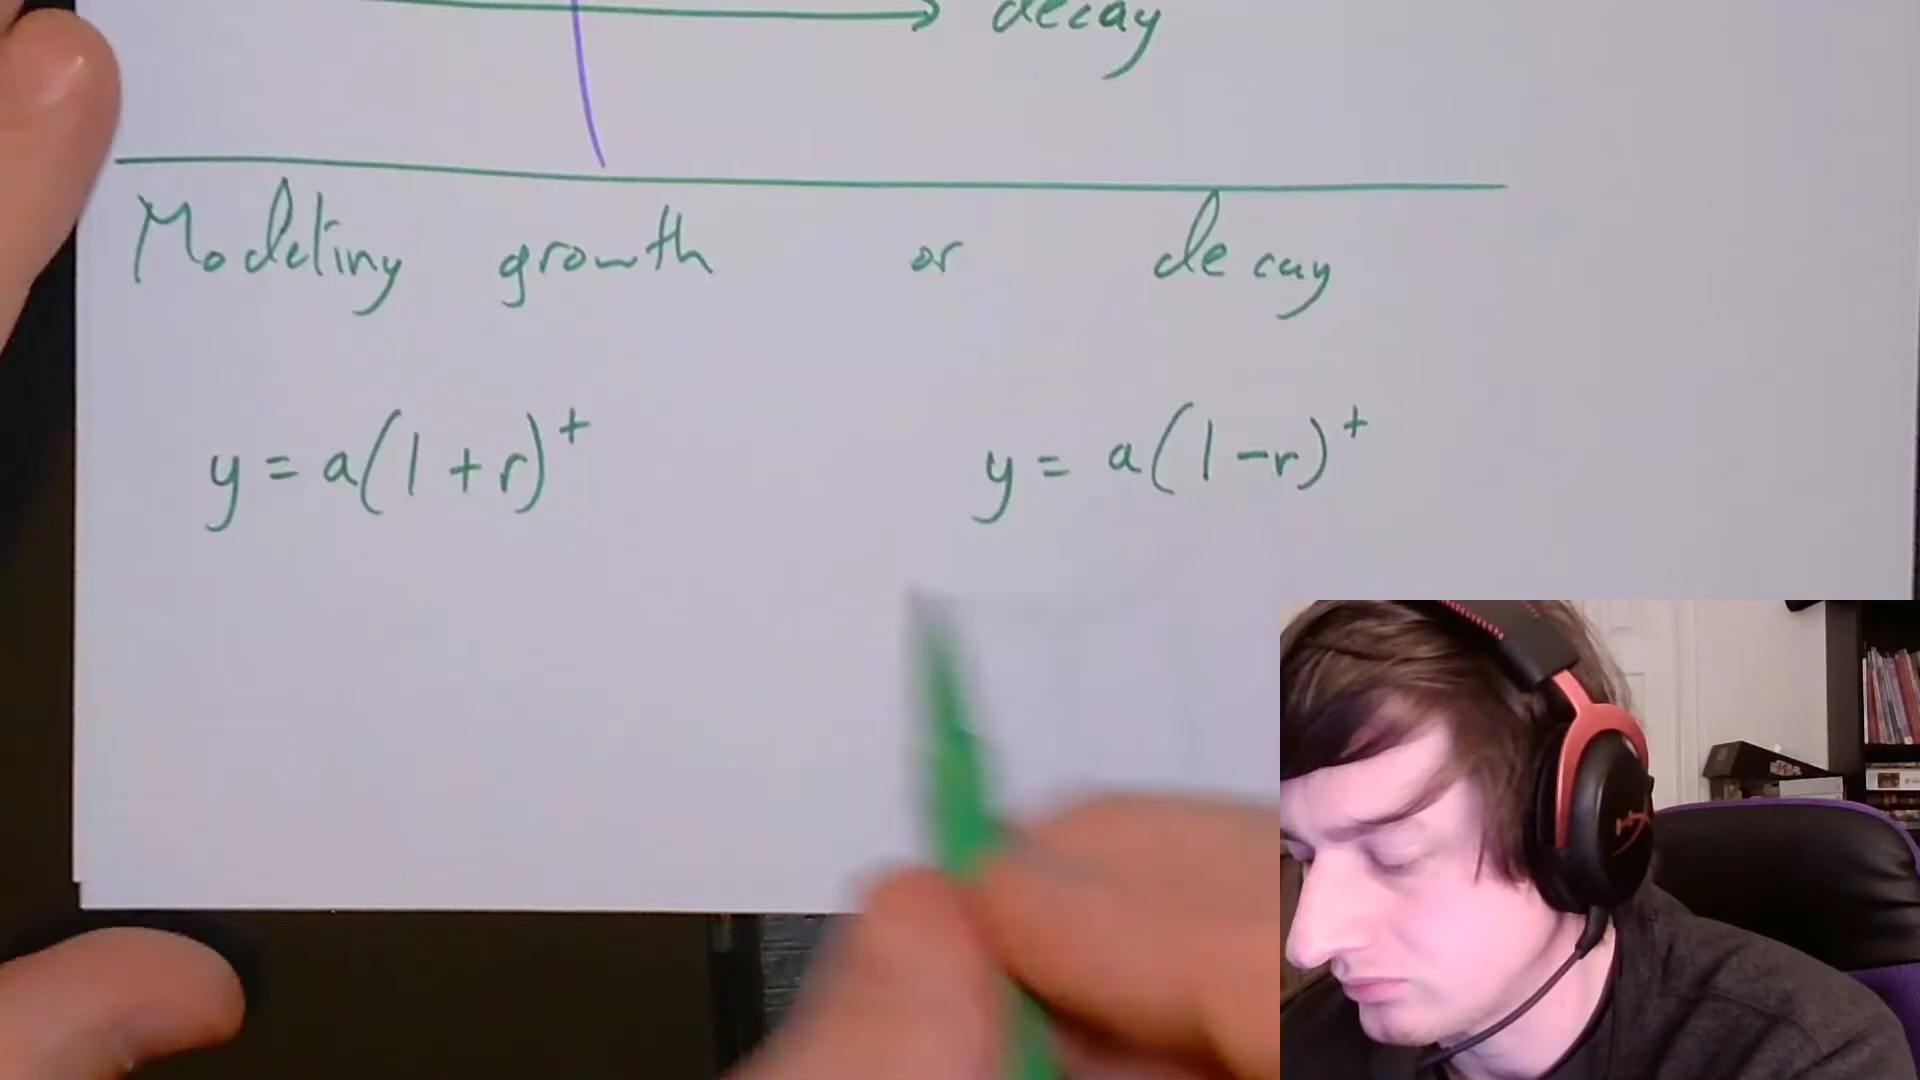 decay
Modeling growth or decay
y = a(1 + r)^t
y = a(1 - r)^t